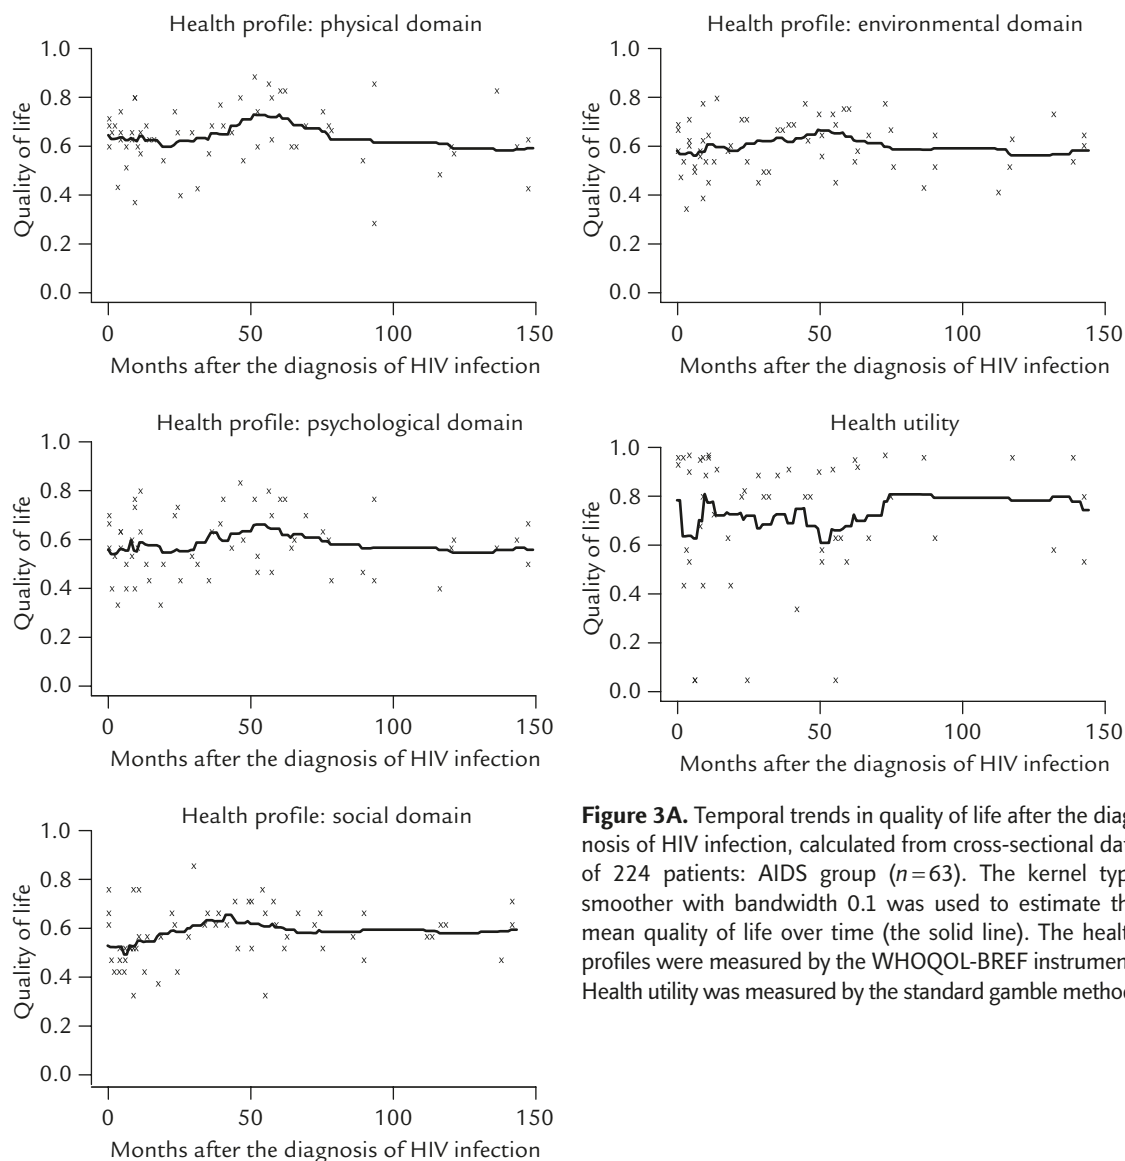 Health profile: physical domain
1.0
0.8
0.6
0.4
0.2
0.0
Quality of life
0 50 100 150
Months after the diagnosis of HIV infection
Health profile: environmental domain
1.0
0.8
0.6
0.4
0.2
0.0
Quality of life
0 50 100 150
Months after the diagnosis of HIV infection
Health profile: psychological domain
1.0
0.8
0.6
0.4
0.2
0.0
Quality of life
0 50 100 150
Months after the diagnosis of HIV infection
Health utility
1.0
0.8
0.6
0.4
0.2
0.0
Quality of life
0 50 100 150
Months after the diagnosis of HIV infection
Health profile: social domain
1.0
0.8
0.6
0.4
0.2
0.0
Quality of life
0 50 100 150
Months after the diagnosis of HIV infection
Figure 3A. Temporal trends in quality of life after the diag
nosis of HIV infection, calculated from cross-sectional dat
of 224 patients: AIDS group (n=63). The kernel typ
smoother with bandwidth 0.1 was used to estimate th
mean quality of life over time (the solid line). The healt
profiles were measured by the WHOQOL-BREF instrumen
Health utility was measured by the standard gamble metho